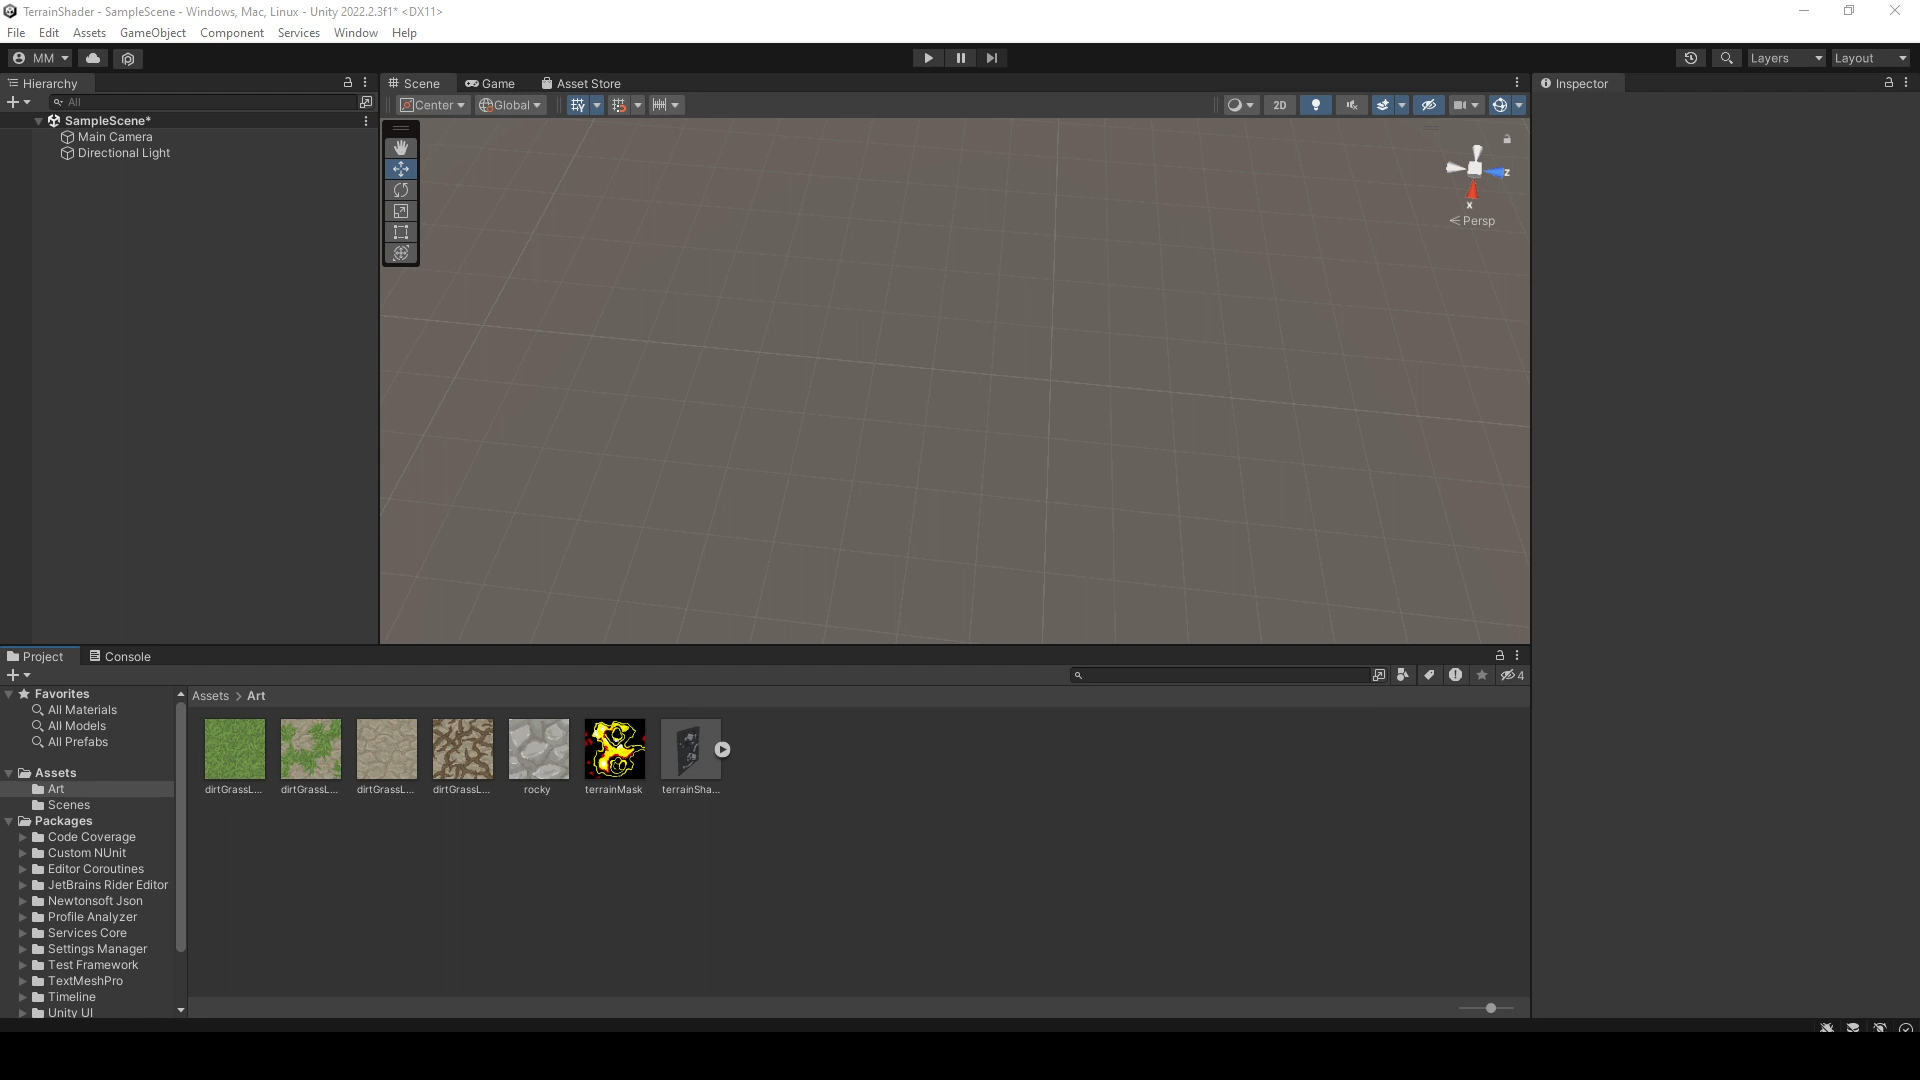 TerrainShader - SampleScene - Windows, Mac, Linux - Unity 2022.2.3f1* <DX11>
File Edit Assets GameObject Component Services Window Help
MM
Layers
Layout
Hierarchy
Scene
Game
Asset Store
Inspector
All
Center
Global
2D
SampleScene*
Main Camera
Directional Light
z
x
Persp
Project
Console
4
Favorites
All Materials
All Models
All Prefabs
Assets
Art
Scenes
Packages
Code Coverage
Custom NUnit
Editor Coroutines
JetBrains Rider Editor
Newtonsoft Json
Profile Analyzer
Services Core
Settings Manager
Test Framework
TextMeshPro
Timeline
Unity UI
Assets > Art
dirtGrassL...
dirtGrassL...
dirtGrassL...
dirtGrassL...
rocky
terrainMask
terrainSha...